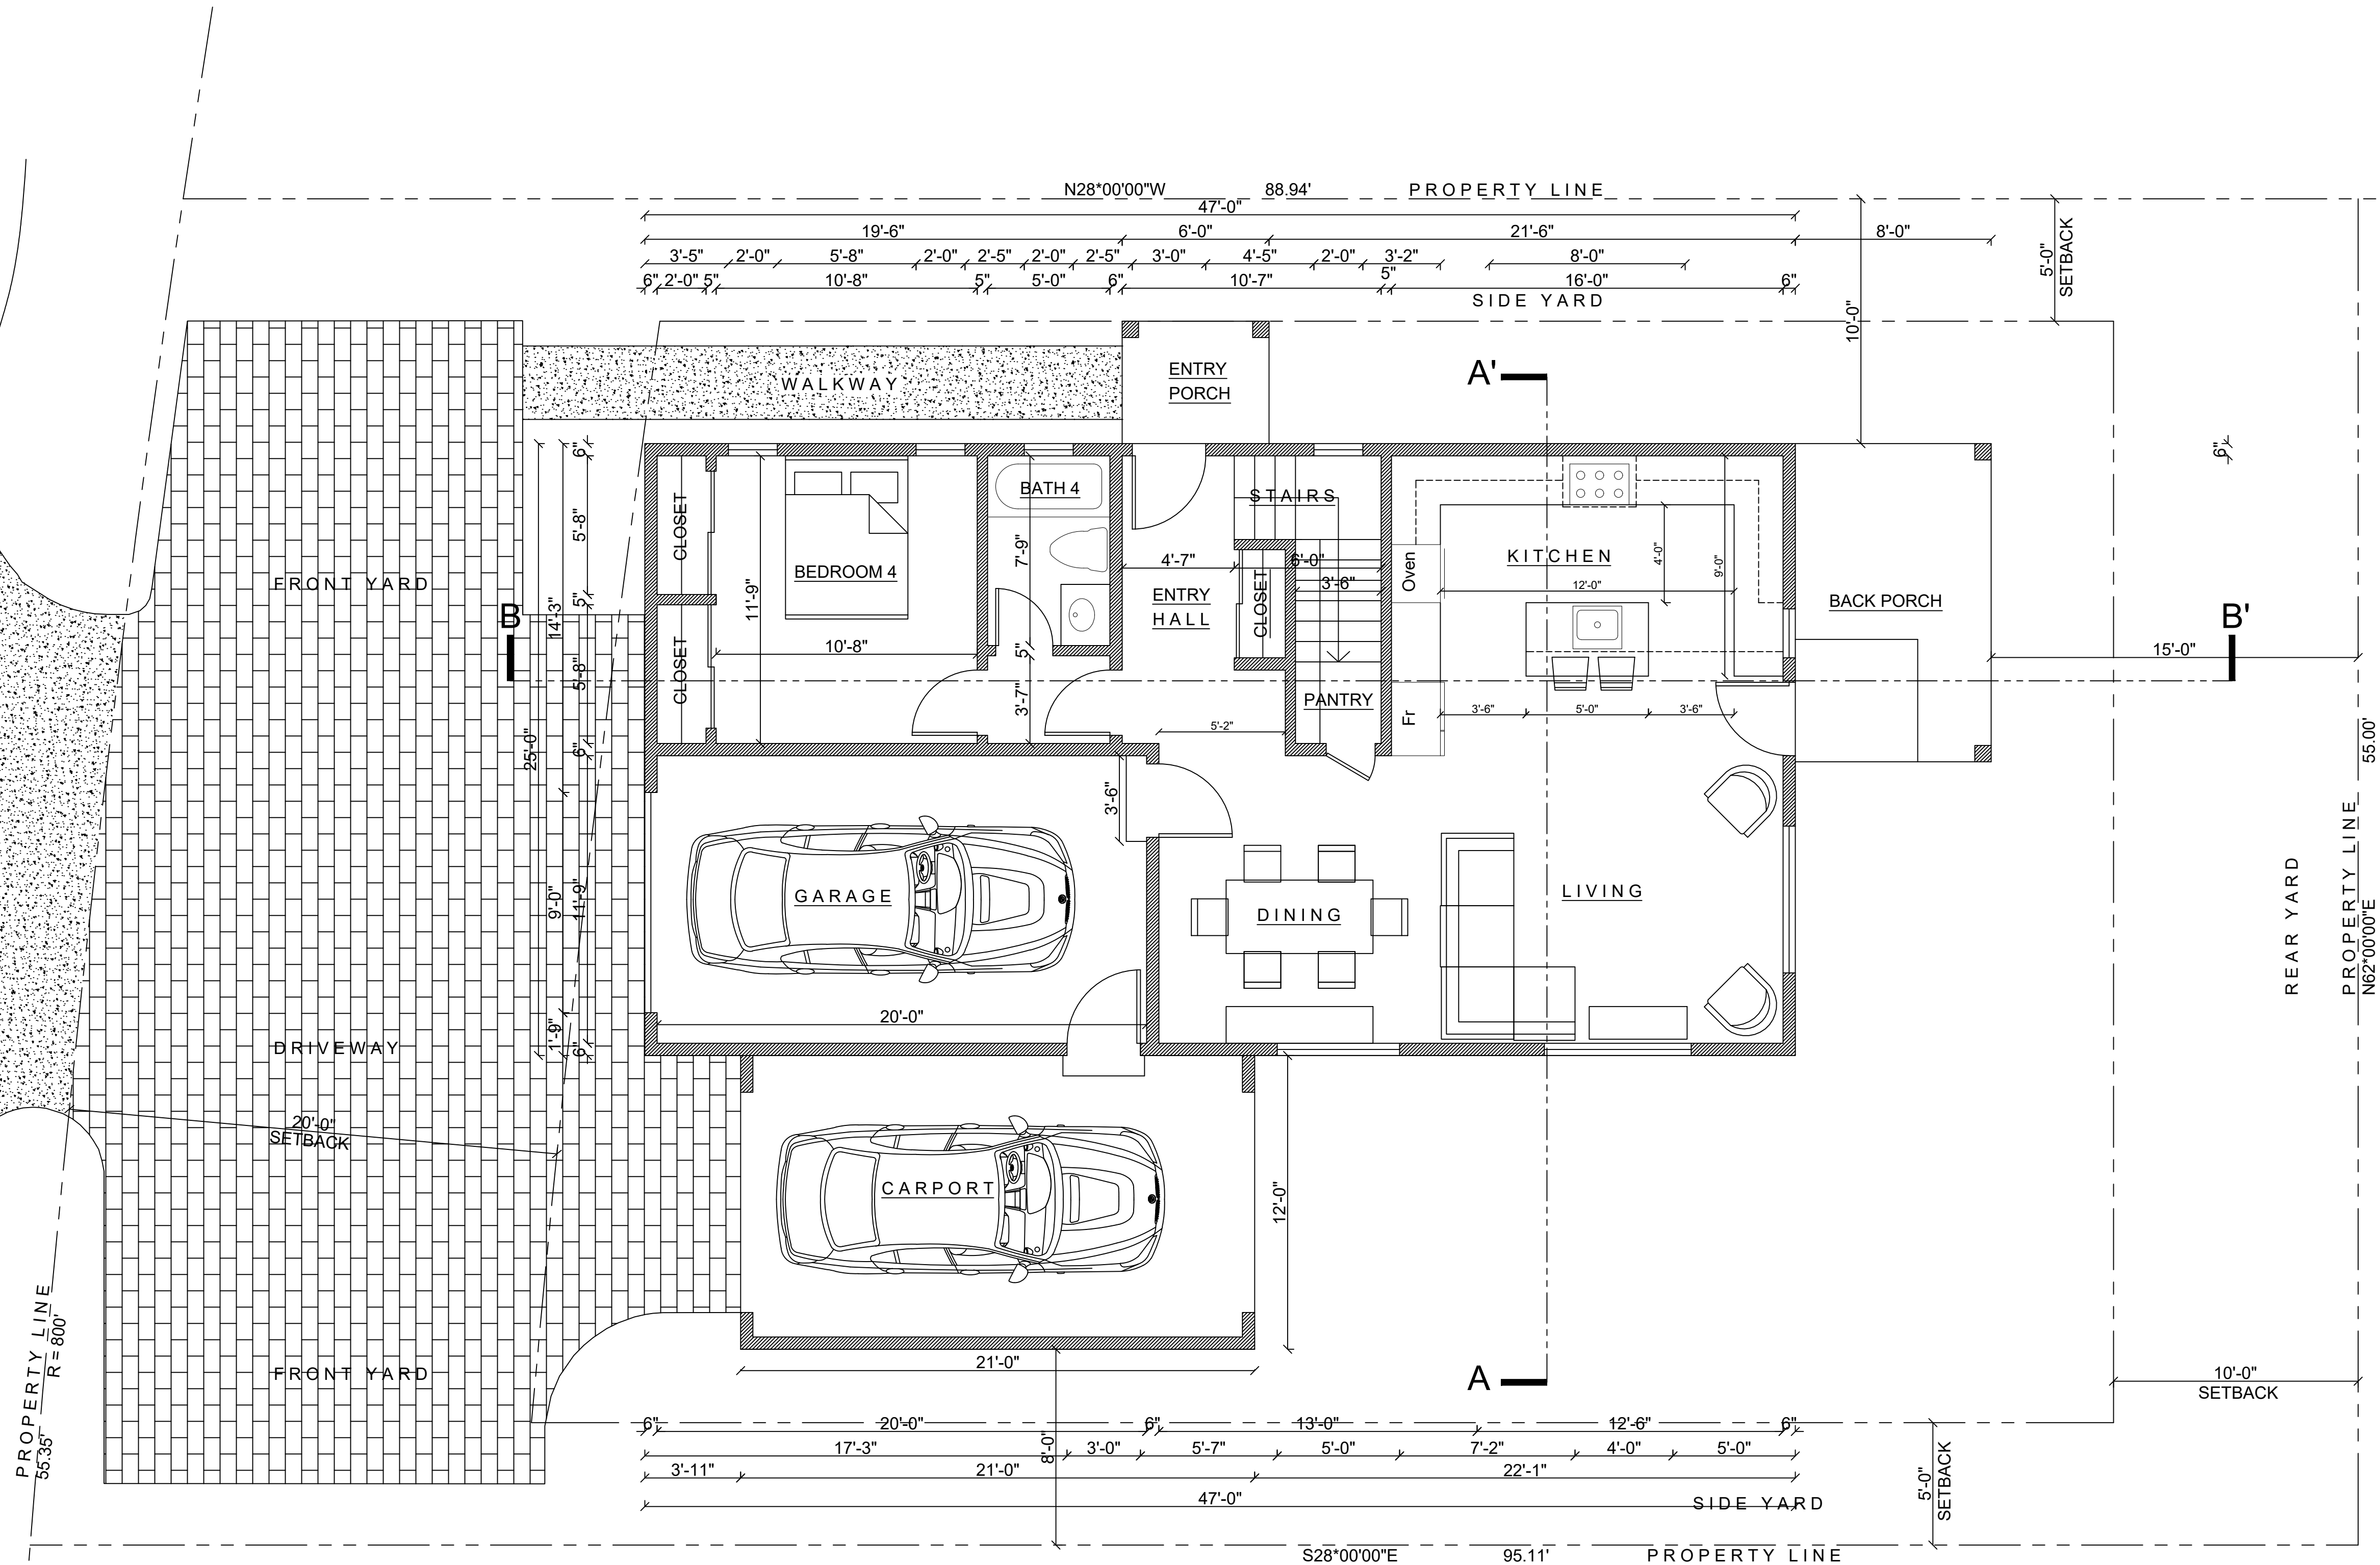 N28*00'00"W 88.94' PROPERTY LINE
47'-0"
19'-6" 6'-0" 21'-6" 8'-0"
3'-5" 2'-0" 5'-8" 2'-0" 2'-5" 2'-0" 2'-5" 3'-0" 4'-5" 2'-0" 3'-2" 8'-0"
6" 2'-0" 5" 10'-8" 5" 5'-0" 6" 10'-7" 5" 16'-0" 6"
SIDE YARD
5'-0"
SETBACK
10'-0"
WALKWAY
ENTRY
PORCH
A'
6"
6"
5'-8"
5"
5'-8"
6"
11'-9"
6"
14'-3"
9'-0"
1'-9"
25'-0"
CLOSET
CLOSET
BEDROOM 4
11'-9"
10'-8"
BATH 4
7'-9"
5"
3'-7"
4'-7"
ENTRY
HALL
STAIRS
CLOSET
6'-0"
3'-6"
PANTRY
5'-2"
Oven
Fr
KITCHEN
4'-0"
9'-0"
12'-0"
3'-6" 5'-0" 3'-6"
BACK PORCH
FRONT YARD
B
B'
15'-0"
3'-6"
GARAGE
20'-0"
DINING
LIVING
REAR YARD
PROPERTY LINE
N62*00'00"E 55.00'
DRIVEWAY
20'-0"
SETBACK
CARPORT
12'-0"
21'-0"
8'-0"
A
FRONT YARD
PROPERTY LINE
R = 800'
55.35'
10'-0"
SETBACK
6" 20'-0" 6" 13'-0" 12'-6" 6"
17'-3" 3'-0" 5'-7" 5'-0" 7'-2" 4'-0" 5'-0"
3'-11" 21'-0" 22'-1"
47'-0"
SIDE YARD
5'-0"
SETBACK
S28*00'00"E 95.11' PROPERTY LINE